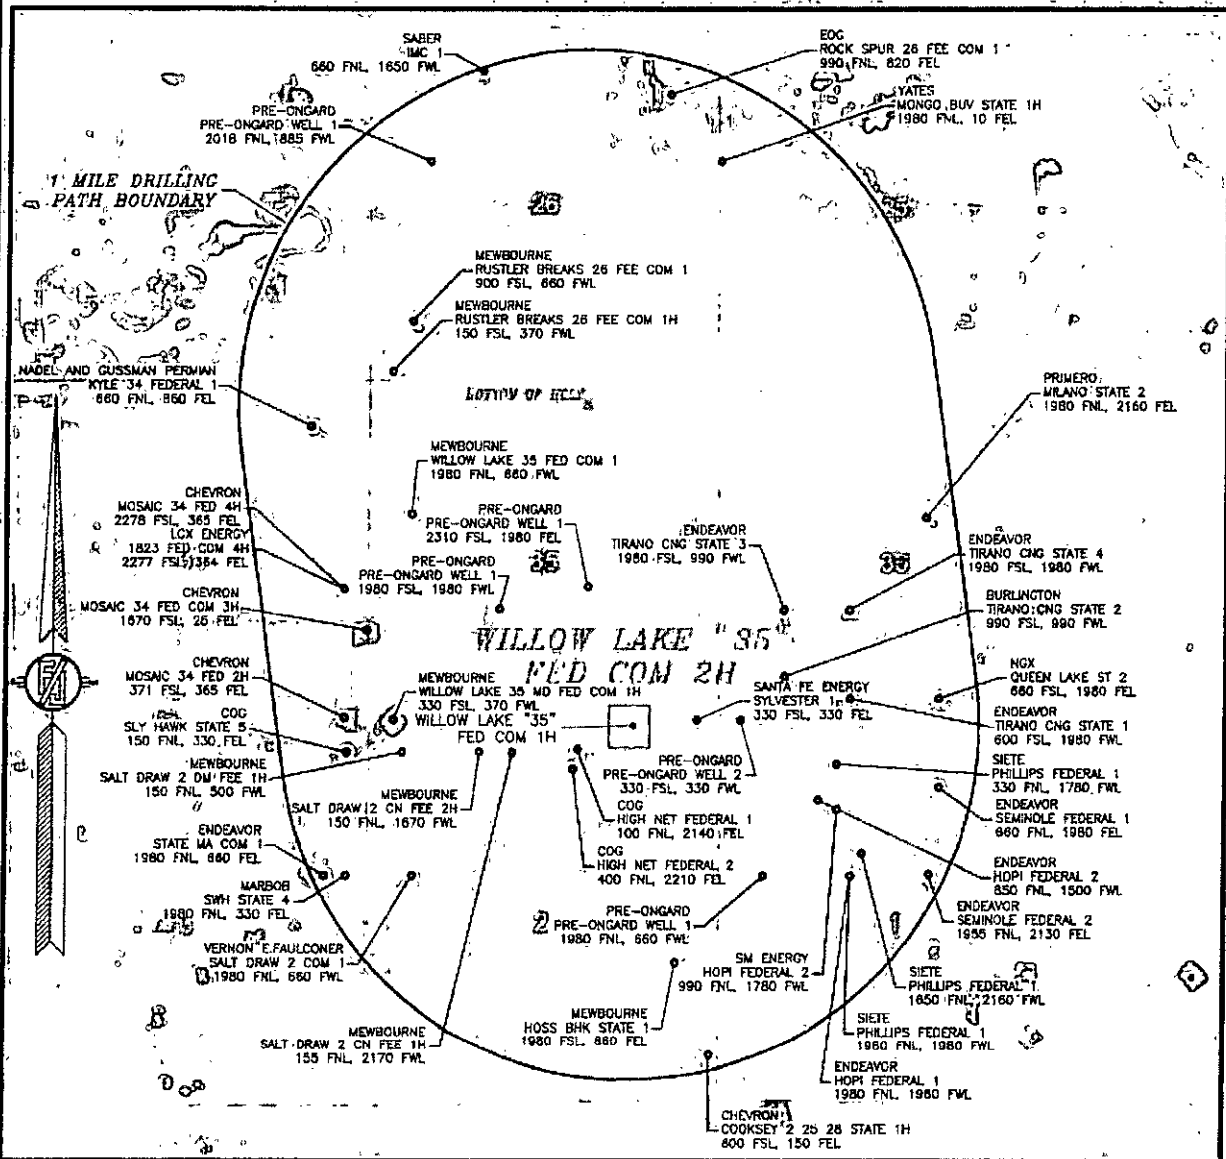 SABER
IMC 1
660 FNL, 1650 FWL
EOG
ROCK SPUR 26 FEE COM 1
990 FNL, 820 FEL
YATES
MONGO BUV STATE 1H
1980 FNL, 10 FEL
PRE-ONGARD
PRE-ONGARD WELL 1
2018 FNL, 885 FWL
1 MILE DRILLING
PATH BOUNDARY
26
MEWBOURNE
RUSTLER BREAKS 26 FEE COM 1
900 FSL, 660 FWL
MEWBOURNE
RUSTLER BREAKS 26 FEE COM 1H
150 FSL, 370 FWL
NADEL AND GUSSMAN PERMIAN
KYLE 34 FEDERAL 1
660 FNL, 860 FEL
BOTTOM OF HOLE
PRIMERO
MILANO STATE 2
1980 FNL, 2160 FEL
MEWBOURNE
WILLOW LAKE 35 FED COM 1
1980 FNL, 660 FWL
CHEVRON
MOSAIC 34 FED 4H
2278 FSL, 365 FEL
LGX ENERGY
1823 FED COM 4H
2277 FSL, 364 FEL
PRE-ONGARD
PRE-ONGARD WELL 1
2310 FSL, 1980 FEL
PRE-ONGARD
PRE-ONGARD WELL 1
1980 FSL, 1980 FWL
35
ENDEAVOR
TIRANO CNG STATE 3
1980 FSL, 990 FWL
36
ENDEAVOR
TIRANO CNG STATE 4
1980 FSL, 1980 FWL
BURLINGTON
TIRANO CNG STATE 2
990 FSL, 990 FWL
CHEVRON
MOSAIC 34 FED COM 3H
1670 FSL, 26 FEL
WILLOW LAKE "35"
FED COM 2H
CHEVRON
MOSAIC 34 FED 2H
371 FSL, 365 FEL
MEWBOURNE
WILLOW LAKE 35 MD FED COM 1H
330 FSL, 370 FWL
WILLOW LAKE "35"
FED COM 1H
SANTA FE ENERGY
SYLVESTER 1
330 FSL, 330 FEL
NGX
QUEEN LAKE ST 2
660 FSL, 1980 FEL
ENDEAVOR
TIRANO CNG STATE 1
600 FSL, 1980 FWL
COG
SLY HAWK STATE 5
150 FNL, 330 FEL
MEWBOURNE
SALT DRAW 2 DM FEE 1H
150 FNL, 500 FWL
MEWBOURNE
SALT DRAW 2 CN FEE 2H
150 FNL, 1670 FWL
PRE-ONGARD
PRE-ONGARD WELL 2
330 FSL, 330 FWL
COG
HIGH NET FEDERAL 1
100 FNL, 2140 FEL
COG
HIGH NET FEDERAL 2
400 FNL, 2210 FEL
SIETE
PHILLIPS FEDERAL 1
330 FNL, 1780 FWL
ENDEAVOR
SEMINOLE FEDERAL 1
660 FNL, 1980 FEL
ENDEAVOR
HOPI FEDERAL 2
850 FNL, 1500 FWL
ENDEAVOR
SEMINOLE FEDERAL 2
1955 FNL, 2130 FEL
ENDEAVOR
STATE MA COM 1
1980 FNL, 660 FEL
MARBOB
SWH STATE 4
1980 FNL, 330 FEL
VERNON E FAULCONER
SALT DRAW 2 COM 1
1980 FNL, 660 FWL
2
PRE-ONGARD
PRE-ONGARD WELL 1
1980 FNL, 660 FWL
1
SM ENERGY
HOPI FEDERAL 2
990 FNL, 1780 FWL
SIETE
PHILLIPS FEDERAL 1
1650 FNL, 2160 FWL
SIETE
PHILLIPS FEDERAL 1
1980 FNL, 1980 FWL
MEWBOURNE
HOSS BHK STATE 1
1980 FSL, 860 FEL
MEWBOURNE
SALT DRAW 2 CN FEE 1H
155 FNL, 2170 FWL
ENDEAVOR
HOPI FEDERAL 1
1980 FNL, 1980 FWL
CHEVRON
COOKSEY 2 25 28 STATE 1H
800 FSL, 150 FEL